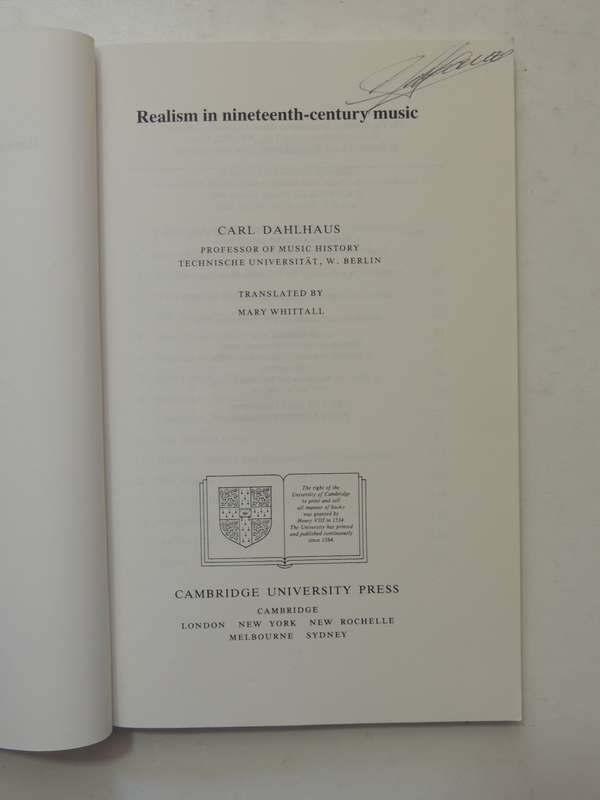 Realism in nineteenth-century music
CARL DAHLHAUS
PROFESSOR OF MUSIC HISTORY
TECHNISCHE UNIVERSITÄT, W. BERLIN
TRANSLATED BY
MARY WHITTALL
The right of the
University of Cambridge
to print and sell
all manner of books
was granted by
Henry VIII in 1534.
The University has printed
and published continuously
since 1584.
CAMBRIDGE UNIVERSITY PRESS
CAMBRIDGE
LONDON NEW YORK NEW ROCHELLE
MELBOURNE SYDNEY